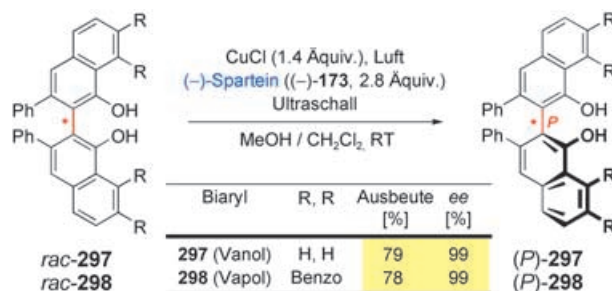 R
R
OH
Ph
*
Ph
OH
R
R
rac-297
rac-298
CuCl (1.4 Äquiv.), Luft
(–)-Spartein ((–)-173, 2.8 Äquiv.)
Ultraschall
MeOH / CH₂Cl₂, RT
Biaryl R, R Ausbeute [%] ee [%]
297 (Vanol) H, H 79 99
298 (Vapol) Benzo 78 99
R
R
OH
Ph
* P
Ph
OH
R
R
(P)-297
(P)-298